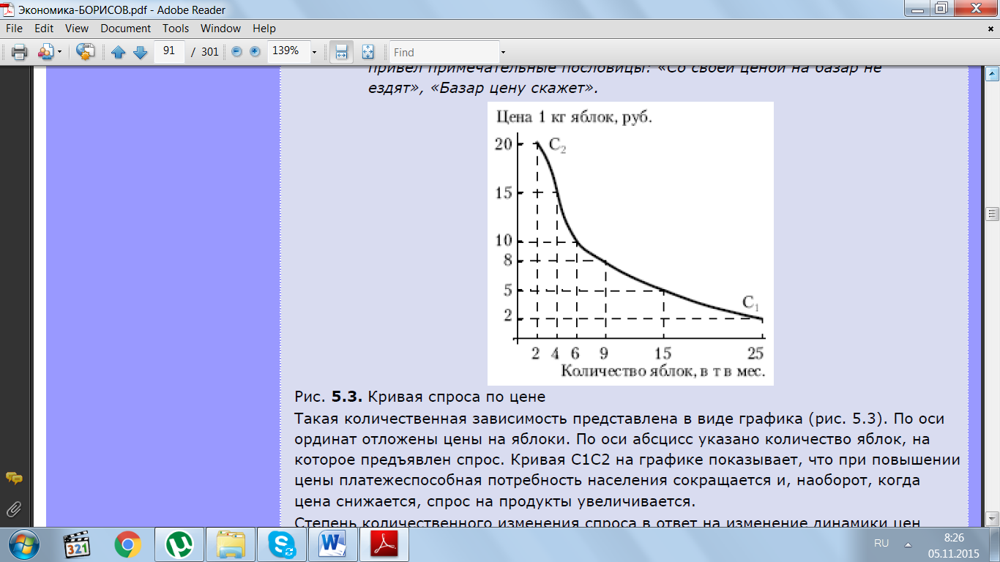 Экономика-БОРИСОВ.pdf - Adobe Reader
File Edit View Document Tools Window Help
91 / 301 139% Find
привел примечательные пословицы: «Со своей ценой на базар не
ездят», «Базар цену скажет».
Цена 1 кг яблок, руб.
20 C2
15
10
8
5
C1
2
2 4 6 9 15 25
Количество яблок, в т в мес.
Рис. 5.3. Кривая спроса по цене
Такая количественная зависимость представлена в виде графика (рис. 5.3). По оси
ординат отложены цены на яблоки. По оси абсцисс указано количество яблок, на
которое предъявлен спрос. Кривая С1С2 на графике показывает, что при повышении
цены платежеспособная потребность населения сокращается и, наоборот, когда
цена снижается, спрос на продукты увеличивается.
Степень количественного изменения спроса в ответ на изменение динамики цен
321
RU 8:26
05.11.2015